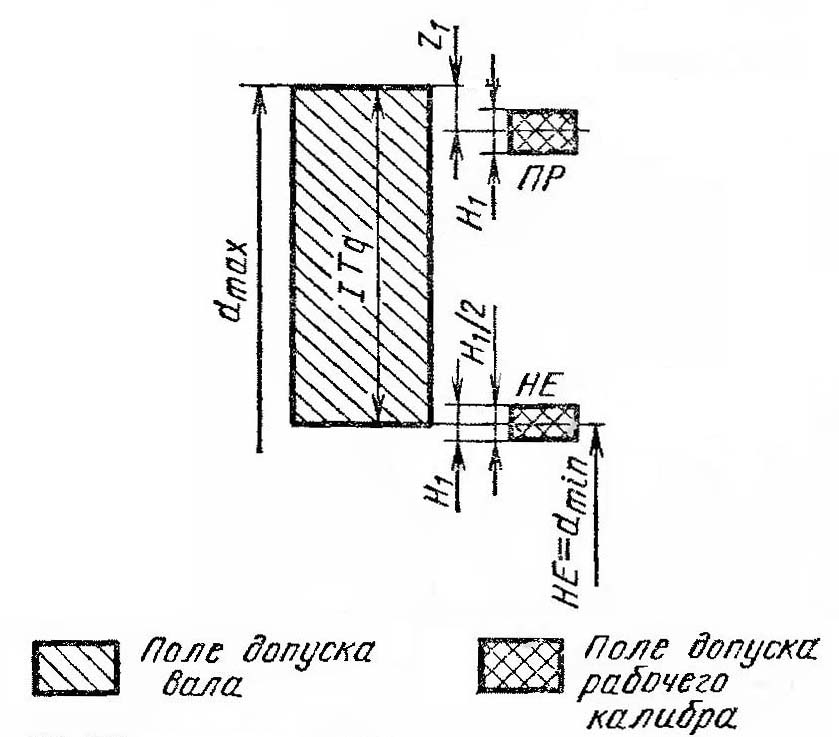 Z₁
H₁
ПР
dmax
ITq
H₁/2
НЕ
H₁
НЕ=dmin
Поле допуска
вала
Поле допуска
рабочего
калибра